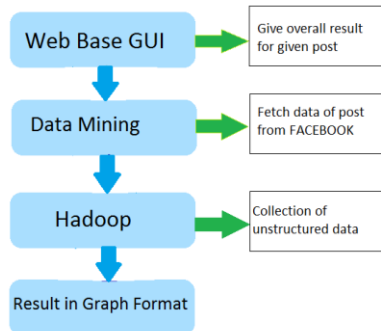 Web Base GUI
Give overall result
for given post
Data Mining
Fetch data of post
from FACEBOOK
Hadoop
Collection of
unstructured data
Result in Graph Format